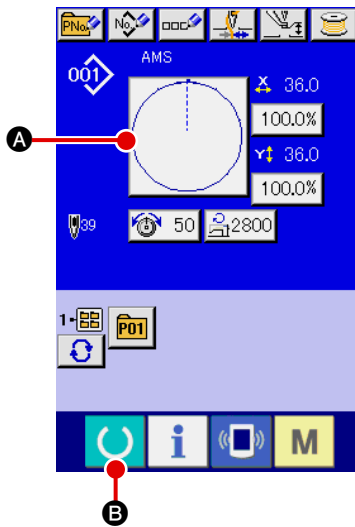 PNo. No.
AMS
001
X 36.0
A
100.0%
Y 36.0
100.0%
39 50 2800
1- P01
i M
B